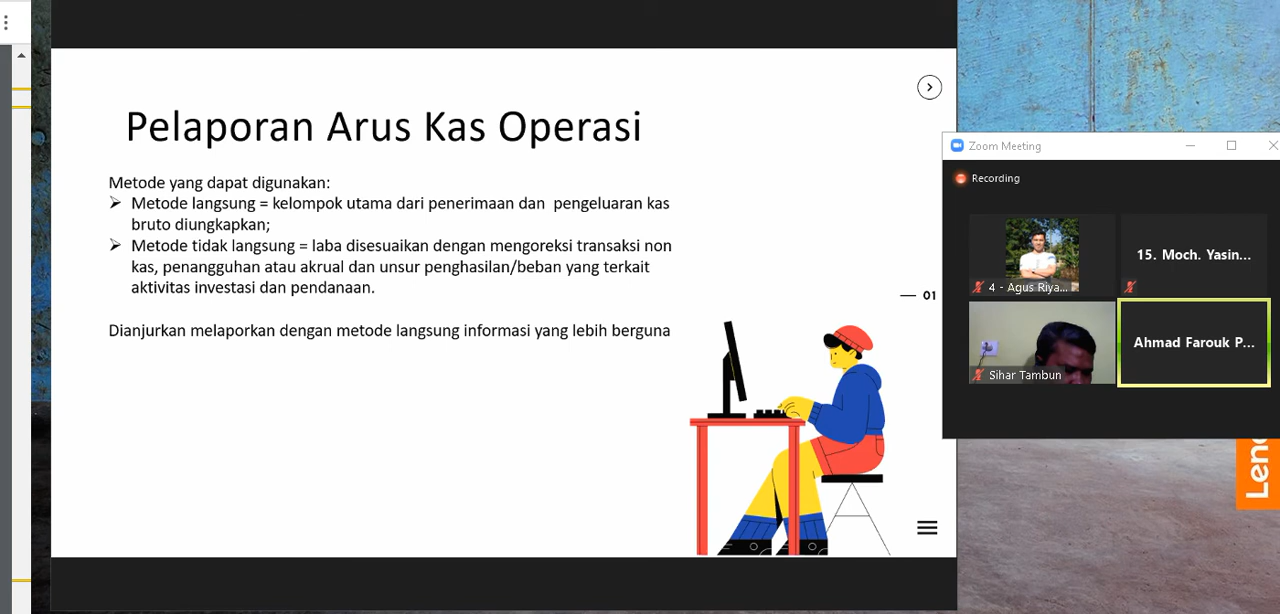 Pelaporan Arus Kas Operasi
Metode yang dapat digunakan:
➢ Metode langsung = kelompok utama dari penerimaan dan pengeluaran kas
bruto diungkapkan;
➢ Metode tidak langsung = laba disesuaikan dengan mengoreksi transaksi non
kas, penangguhan atau akrual dan unsur penghasilan/beban yang terkait
aktivitas investasi dan pendanaan.
Dianjurkan melaporkan dengan metode langsung informasi yang lebih berguna
01
Zoom Meeting
Recording
4 - Agus Riya...
15. Moch. Yasin...
Sihar Tambun
Ahmad Farouk P...
Leno